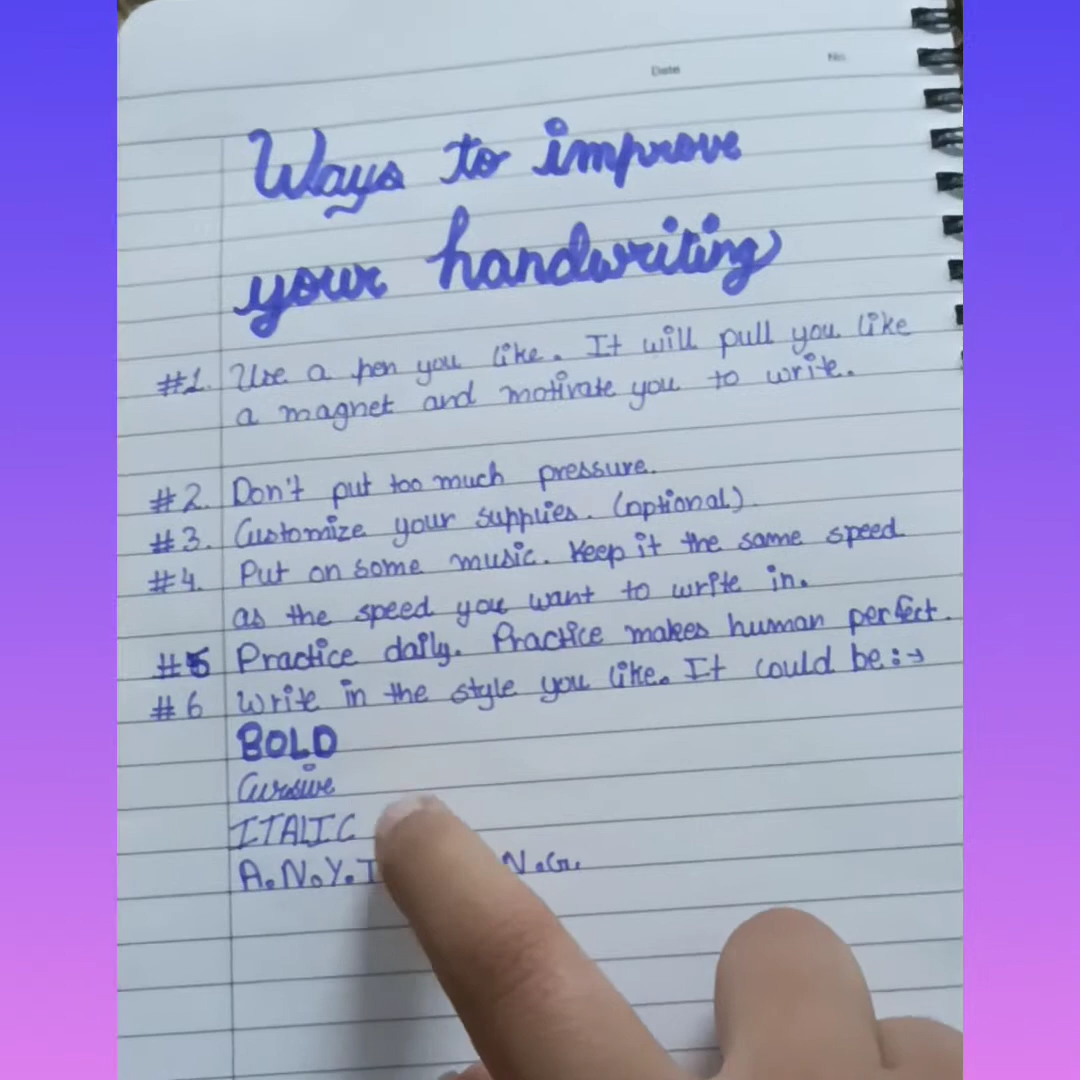 Date
No.
Ways to improve
your handwriting
#1. Use a pen you like. It will pull you like
a magnet and motivate you to write.
#2. Don't put too much pressure.
#3. Customize your supplies. (optional).
#4. Put on some music. Keep it the same speed
as the speed you want to write in.
#5 Practice daily. Practice makes human perfect.
#6 Write in the style you like. It could be:→
BOLD
Cursive
ITALIC